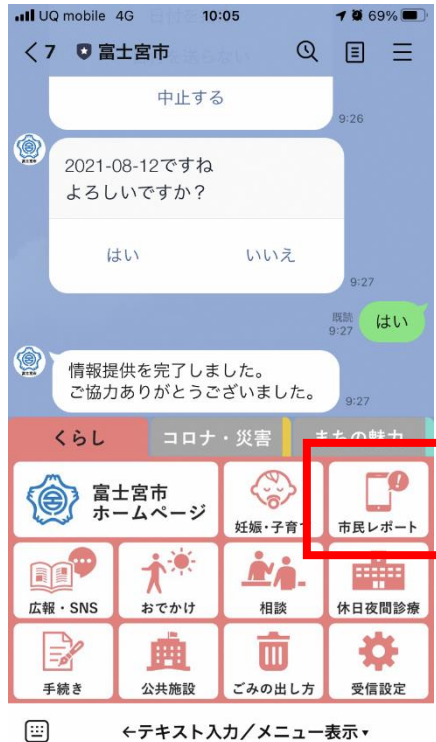 UQ mobile 4G 10:05 69%
7 富士宮市
中止する
9:26
2021-08-12ですね
よろしいですか？
はい いいえ
9:27
既読
9:27
はい
情報提供を完了しました。
ご協力ありがとうございました。
9:27
くらし コロナ・災害 まちの魅力
富士宮市
ホームページ
妊娠・子育て
市民レポート
広報・SNS おでかけ 相談 休日夜間診療
手続き 公共施設 ごみの出し方 受信設定
←テキスト入力／メニュー表示▾